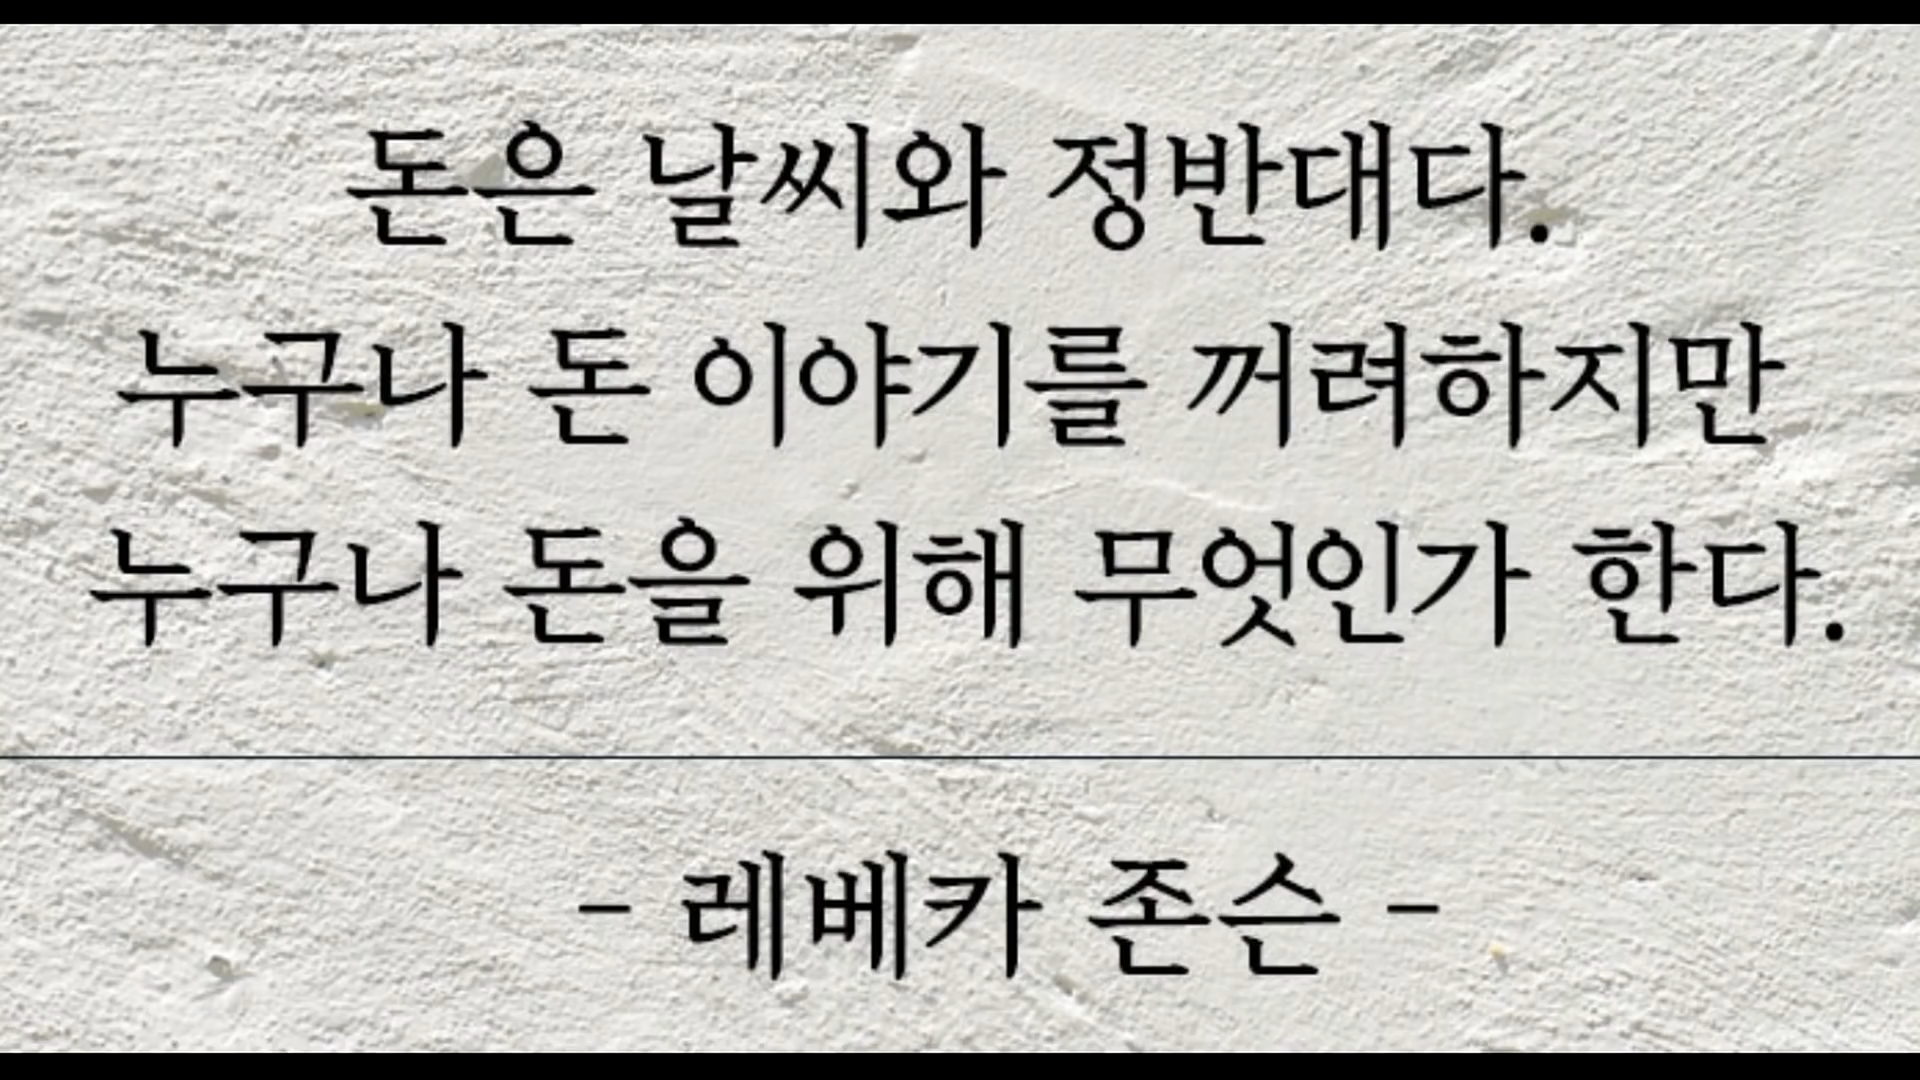 돈은 날씨와 정반대다.
누구나 돈 이야기를 꺼려하지만
누구나 돈을 위해 무엇인가 한다.
- 레베카 존슨 -